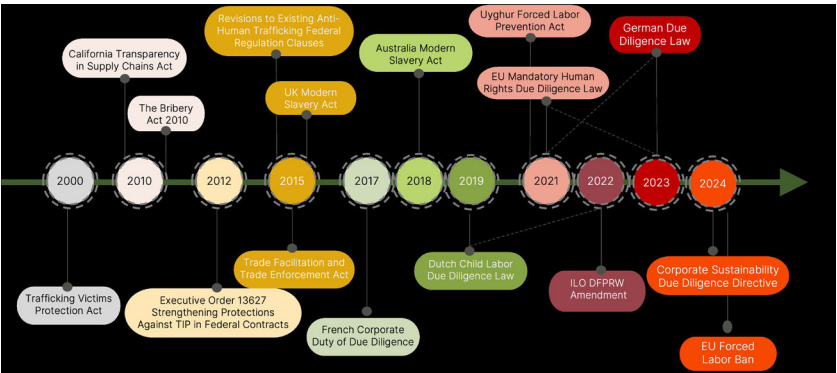 Revisions to Existing Anti-
Human Trafficking Federal
Regulation Clauses
Uyghur Forced Labor
Prevention Act
German Due
Diligence Law
California Transparency
in Supply Chains Act
Australia Modern
Slavery Act
EU Mandatory Human
Rights Due Diligence Law
The Bribery
Act 2010
UK Modern
Slavery Act
2000
2010
2012
2015
2017
2018
2019
2021
2022
2023
2024
Trafficking Victims
Protection Act
Executive Order 13627
Strengthening Protections
Against TIP in Federal Contracts
Trade Facilitation and
Trade Enforcement Act
French Corporate
Duty of Due Diligence
Dutch Child Labor
Due Diligence Law
ILO DFPRW
Amendment
Corporate Sustainability
Due Diligence Directive
EU Forced
Labor Ban